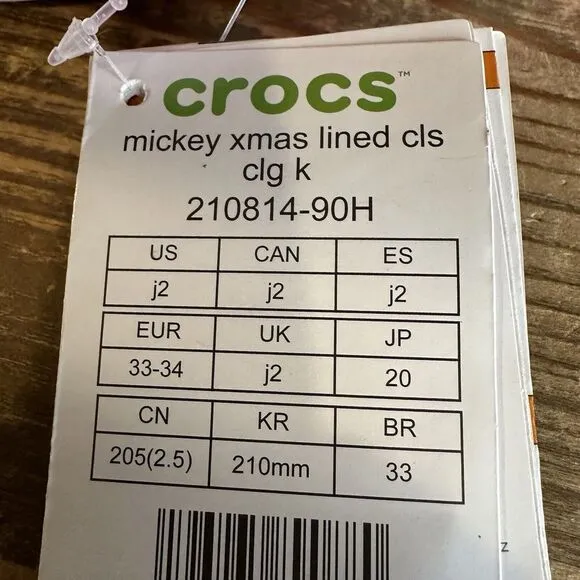 crocs™
mickey xmas lined cls
clg k
210814-90H
US CAN ES
j2 j2 j2
EUR UK JP
33-34 j2 20
CN KR BR
205(2.5) 210mm 33
z